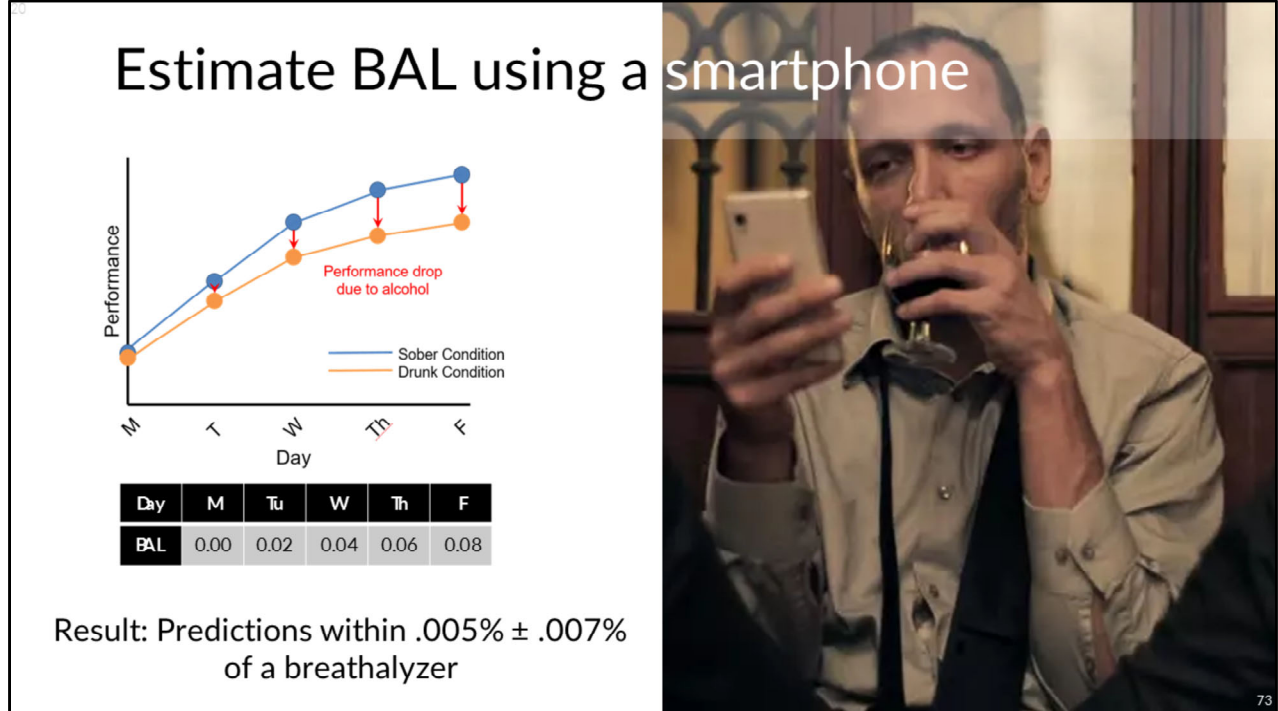 20
Estimate BAL using a smartphone
Performance
Performance drop
due to alcohol
Sober Condition
Drunk Condition
M T W Th F
Day
Day M Tu W Th F
BAL 0.00 0.02 0.04 0.06 0.08
Result: Predictions within .005% ± .007%
of a breathalyzer
73